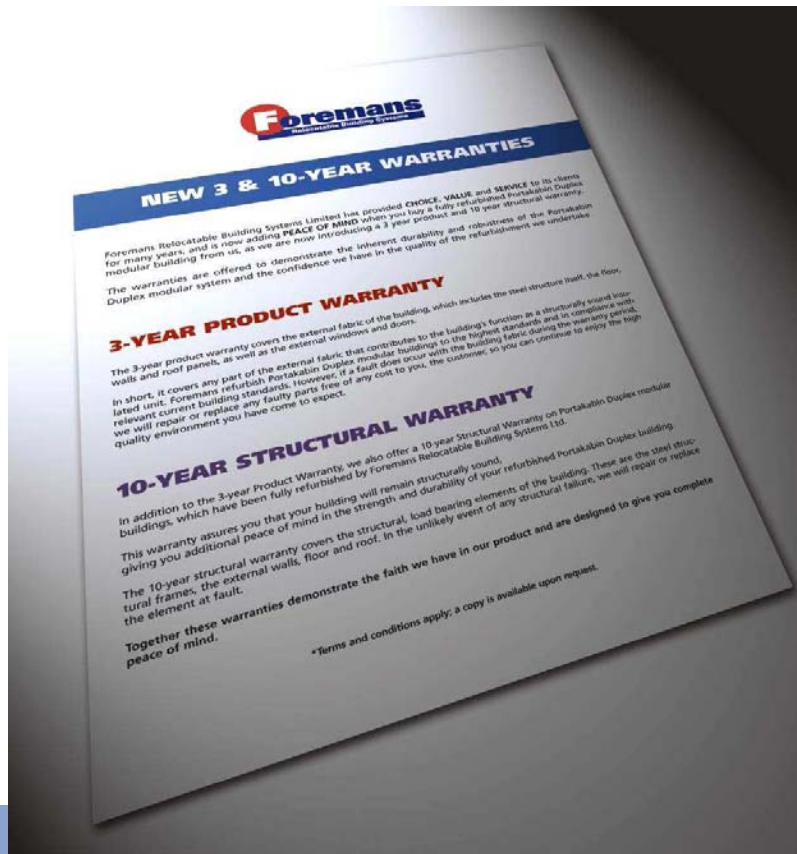 Foremans
Relocatable Building Systems
NEW 3 & 10-YEAR WARRANTIES
Foremans Relocatable Building Systems Limited has provided CHOICE, VALUE and SERVICE to its clients
for many years, and is now adding PEACE OF MIND when you buy a fully refurbished Portakabin Duplex
modular building from us, as we are now introducing a 3 year product and 10 year structural warranty.
The warranties are offered to demonstrate the inherent durability and robustness of the Portakabin
Duplex modular system and the confidence we have in the quality of the refurbishment we undertake
3-YEAR PRODUCT WARRANTY
The 3-year product warranty covers the external fabric of the building, which includes the steel structure itself, the floor,
walls and roof panels, as well as the external windows and doors.
In short, it covers any part of the external fabric that contributes to the building's function as a structurally sound insu-
lated unit. Foremans refurbish Portakabin Duplex modular buildings to the highest standards and in compliance with
relevant current building standards. However, if a fault does occur with the building fabric during the warranty period,
we will repair or replace any faulty parts free of any cost to you, the customer, so you can continue to enjoy the high
quality environment you have come to expect.
10-YEAR STRUCTURAL WARRANTY
In addition to the 3-year Product Warranty, we also offer a 10 year Structural Warranty on Portakabin Duplex modular
buildings, which have been fully refurbished by Foremans Relocatable Building Systems Ltd.
This warranty assures you that your building will remain structurally sound,
giving you additional peace of mind in the strength and durability of your refurbished Portakabin Duplex building.
The 10-year structural warranty covers the structural, load bearing elements of the building. These are the steel struc-
tural frames, the external walls, floor and roof. In the unlikely event of any structural failure, we will repair or replace
the element at fault.
Together these warranties demonstrate the faith we have in our product and are designed to give you complete
peace of mind.
*Terms and conditions apply; a copy is available upon request.